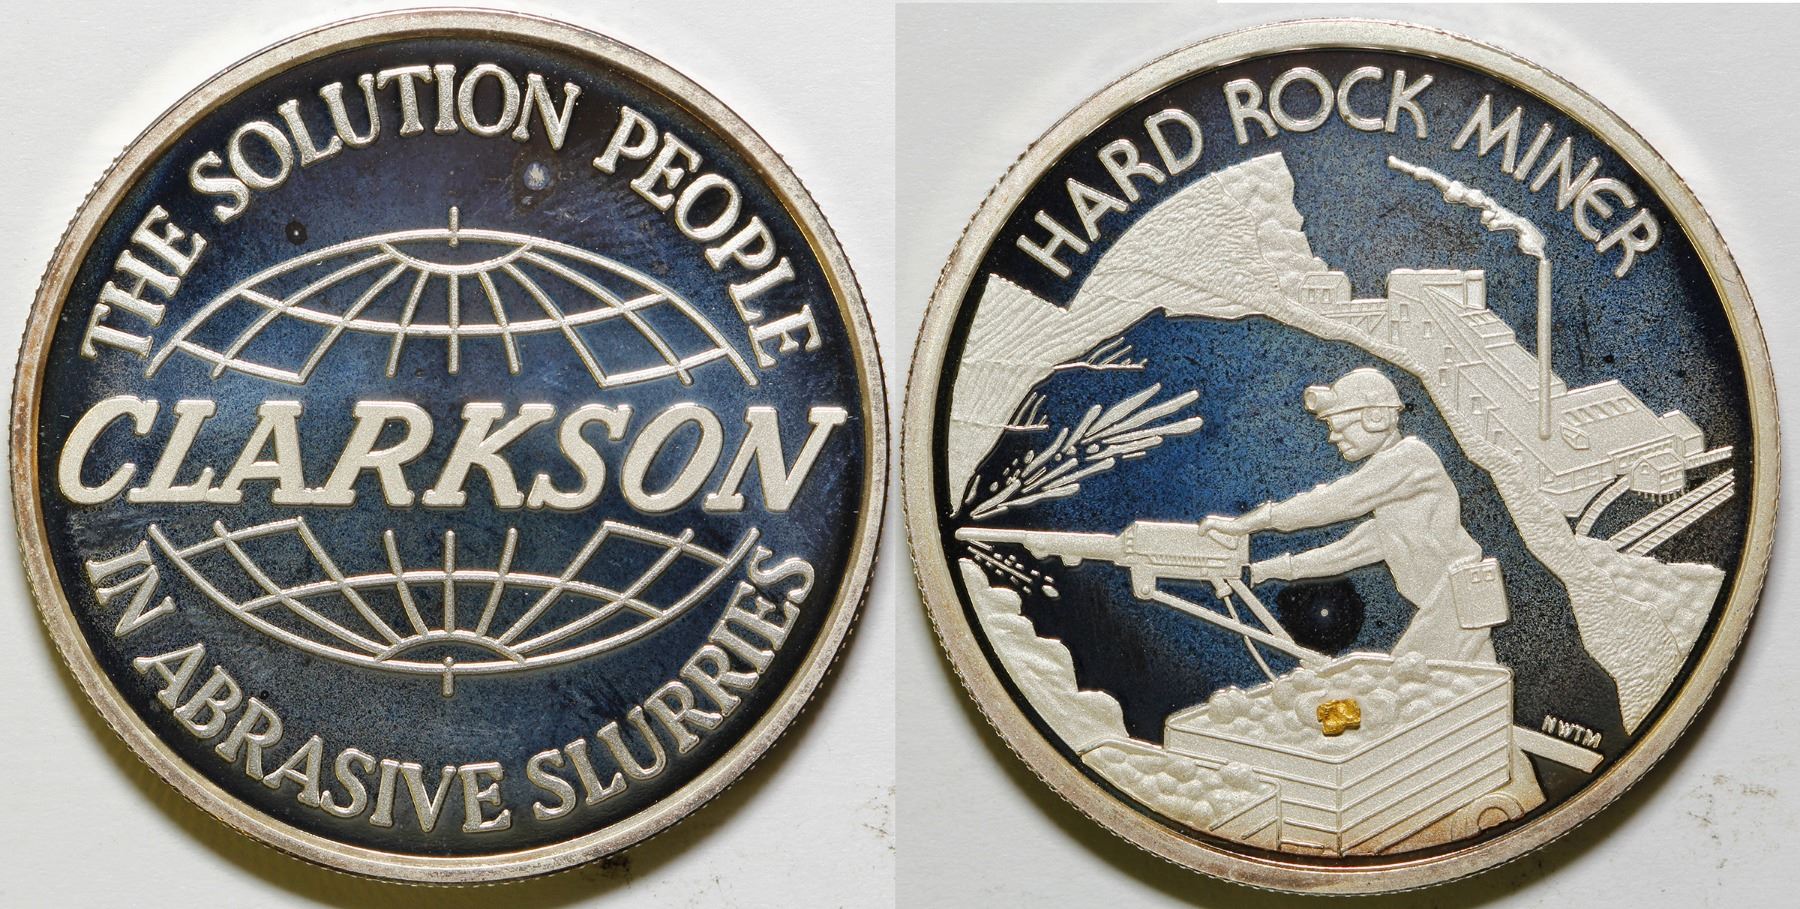 THE SOLUTION PEOPLE
CLARKSON
IN ABRASIVE SLURRIES
HARD ROCK MINER
NWTM